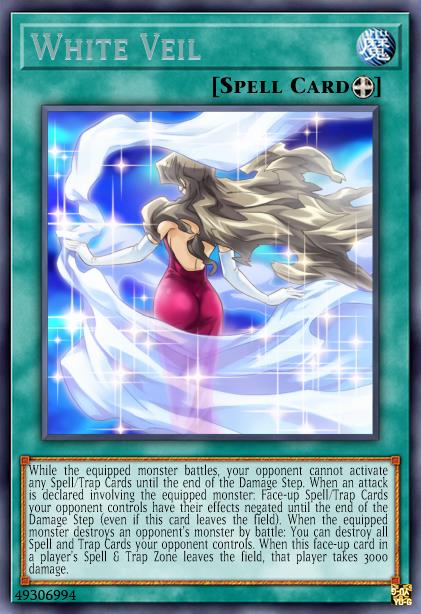 White Veil
魔
[Spell Card]
While the equipped monster battles, your opponent cannot activate
any Spell/Trap Cards until the end of the Damage Step. When an attack
is declared involving the equipped monster: Face-up Spell/Trap Cards
your opponent controls have their effects negated until the end of the
Damage Step (even if this card leaves the field). When the equipped
monster destroys an opponent's monster by battle: You can destroy all
Spell and Trap Cards your opponent controls. When this face-up card in
a player's Spell & Trap Zone leaves the field, that player takes 3000
damage.
49306994